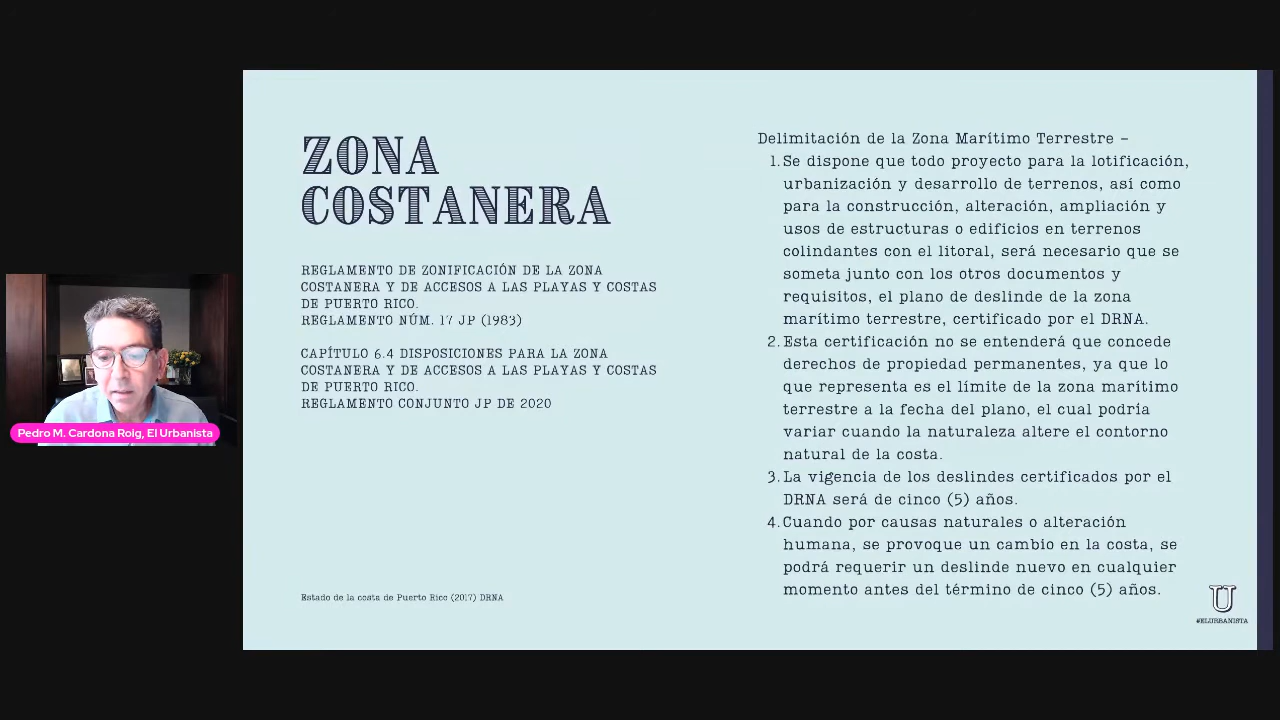 ZONA
COSTANERA
REGLAMENTO DE ZONIFICACIÓN DE LA ZONA
COSTANERA Y DE ACCESOS A LAS PLAYAS Y COSTAS
DE PUERTO RICO.
REGLAMENTO NÚM. 17 JP (1983)
CAPÍTULO 6.4 DISPOSICIONES PARA LA ZONA
COSTANERA Y DE ACCESOS A LAS PLAYAS Y COSTAS
DE PUERTO RICO.
REGLAMENTO CONJUNTO JP DE 2020
Estado de la costa de Puerto Rico (2017) DRNA
Delimitación de la Zona Marítimo Terrestre –
1. Se dispone que todo proyecto para la lotificación,
urbanización y desarrollo de terrenos, así como
para la construcción, alteración, ampliación y
usos de estructuras o edificios en terrenos
colindantes con el litoral, será necesario que se
someta junto con los otros documentos y
requisitos, el plano de deslinde de la zona
marítimo terrestre, certificado por el DRNA.
2. Esta certificación no se entenderá que concede
derechos de propiedad permanentes, ya que lo
que representa es el límite de la zona marítimo
terrestre a la fecha del plano, el cual podría
variar cuando la naturaleza altere el contorno
natural de la costa.
3. La vigencia de los deslindes certificados por el
DRNA será de cinco (5) años.
4. Cuando por causas naturales o alteración
humana, se provoque un cambio en la costa, se
podrá requerir un deslinde nuevo en cualquier
momento antes del término de cinco (5) años.
U
#ELURBANISTA
Pedro M. Cardona Roig, El Urbanista